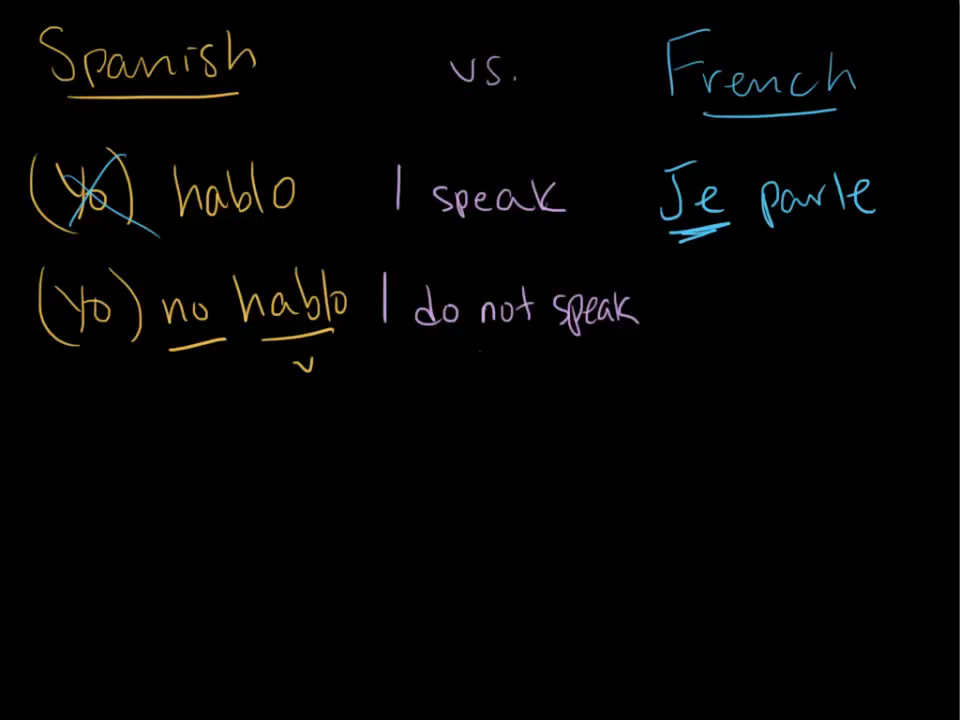 Spanish vs. French
(Yo) hablo I speak Je parle
(Yo) no hablo I do not speak
v